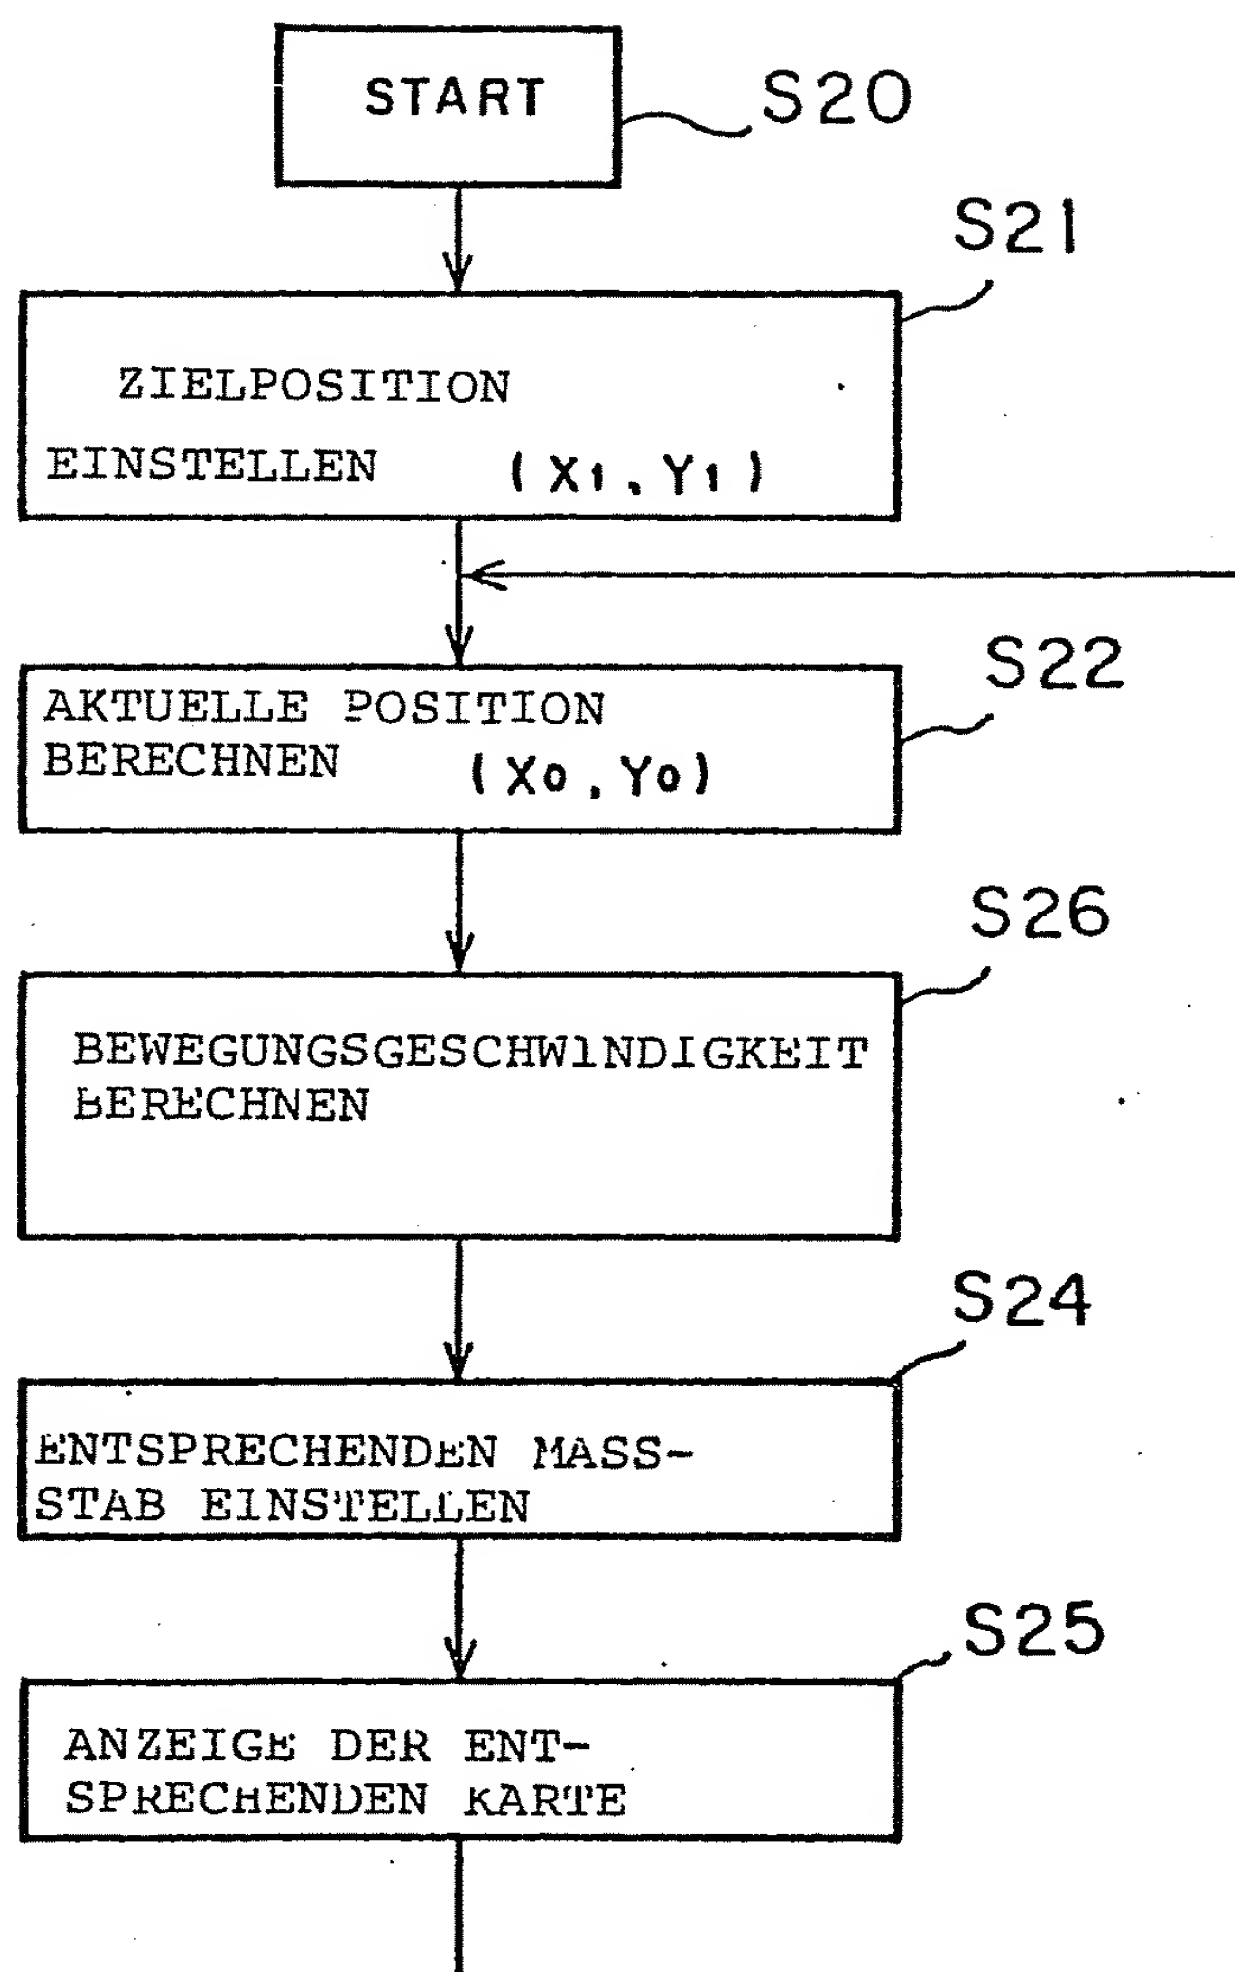 START
S20
S21
ZIELPOSITION
EINSTELLEN (X1, Y1)
S22
AKTUELLE POSITION
BERECHNEN (X0, Y0)
S26
BEWEGUNGSGESCHWINDIGKEIT
BERECHNEN
S24
ENTSPRECHENDEN MASS-
STAB EINSTELLEN
S25
ANZEIGE DER ENT-
SPRECHENDEN KARTE